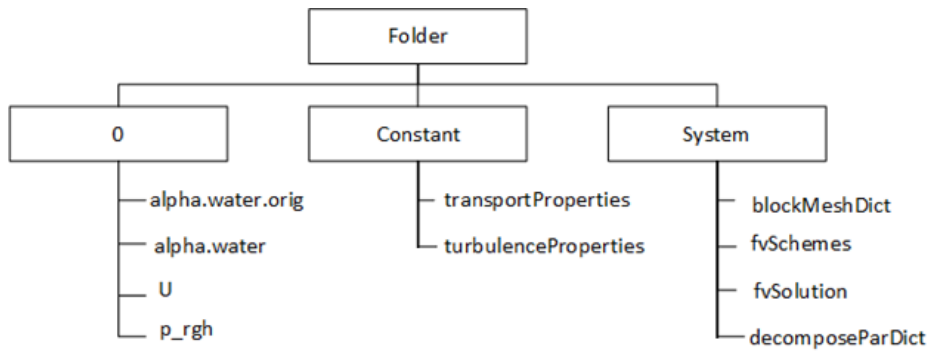 Folder
0
Constant
System
alpha.water.orig
alpha.water
U
p_rgh
transportProperties
turbulenceProperties
blockMeshDict
fvSchemes
fvSolution
decomposeParDict